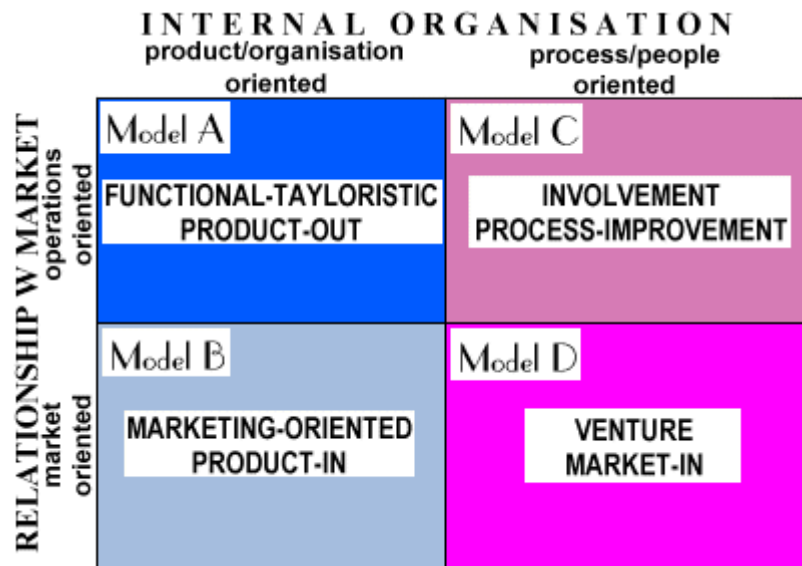 INTERNAL ORGANISATION
product/organisation
oriented
process/people
oriented
RELATIONSHIP W MARKET
operations
oriented
market
oriented
Model A
FUNCTIONAL-TAYLORISTIC
PRODUCT-OUT
Model C
INVOLVEMENT
PROCESS-IMPROVEMENT
Model B
MARKETING-ORIENTED
PRODUCT-IN
Model D
VENTURE
MARKET-IN